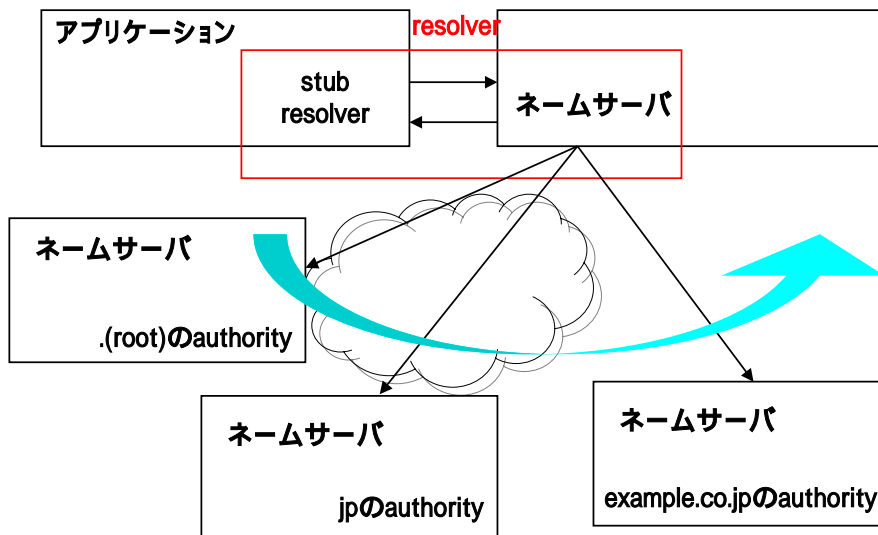 アプリケーション
resolver
stub
resolver
ネームサーバ
ネームサーバ
.(root)のauthority
ネームサーバ
jpのauthority
ネームサーバ
example.co.jpのauthority